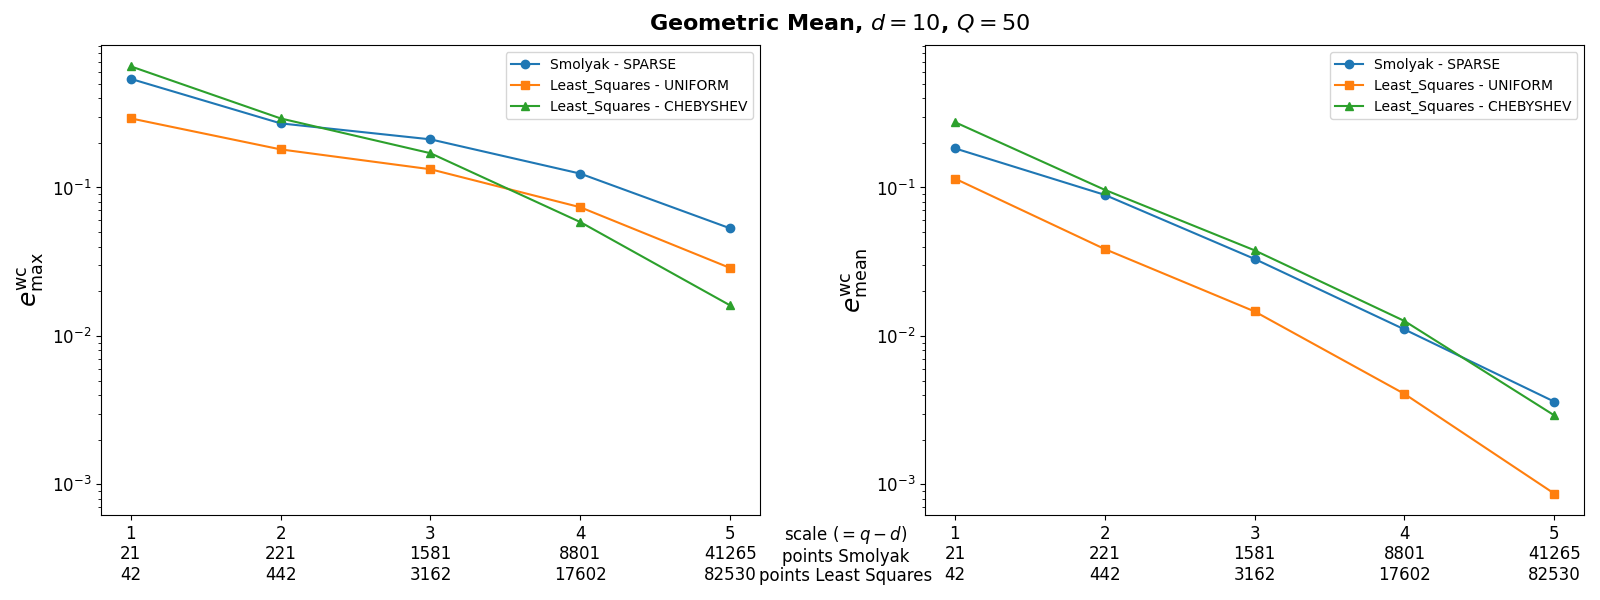 Geometric Mean, d = 10, Q = 50
Smolyak - SPARSE
Least_Squares - UNIFORM
Least_Squares - CHEBYSHEV
e^wc_max
10^−1
10^−2
10^−3
1 2 3 4 5
21 221 1581 8801 41265
42 442 3162 17602 82530
scale (= q − d)
points Smolyak
points Least Squares
Smolyak - SPARSE
Least_Squares - UNIFORM
Least_Squares - CHEBYSHEV
e^wc_mean
10^−1
10^−2
10^−3
1 2 3 4 5
21 221 1581 8801 41265
42 442 3162 17602 82530